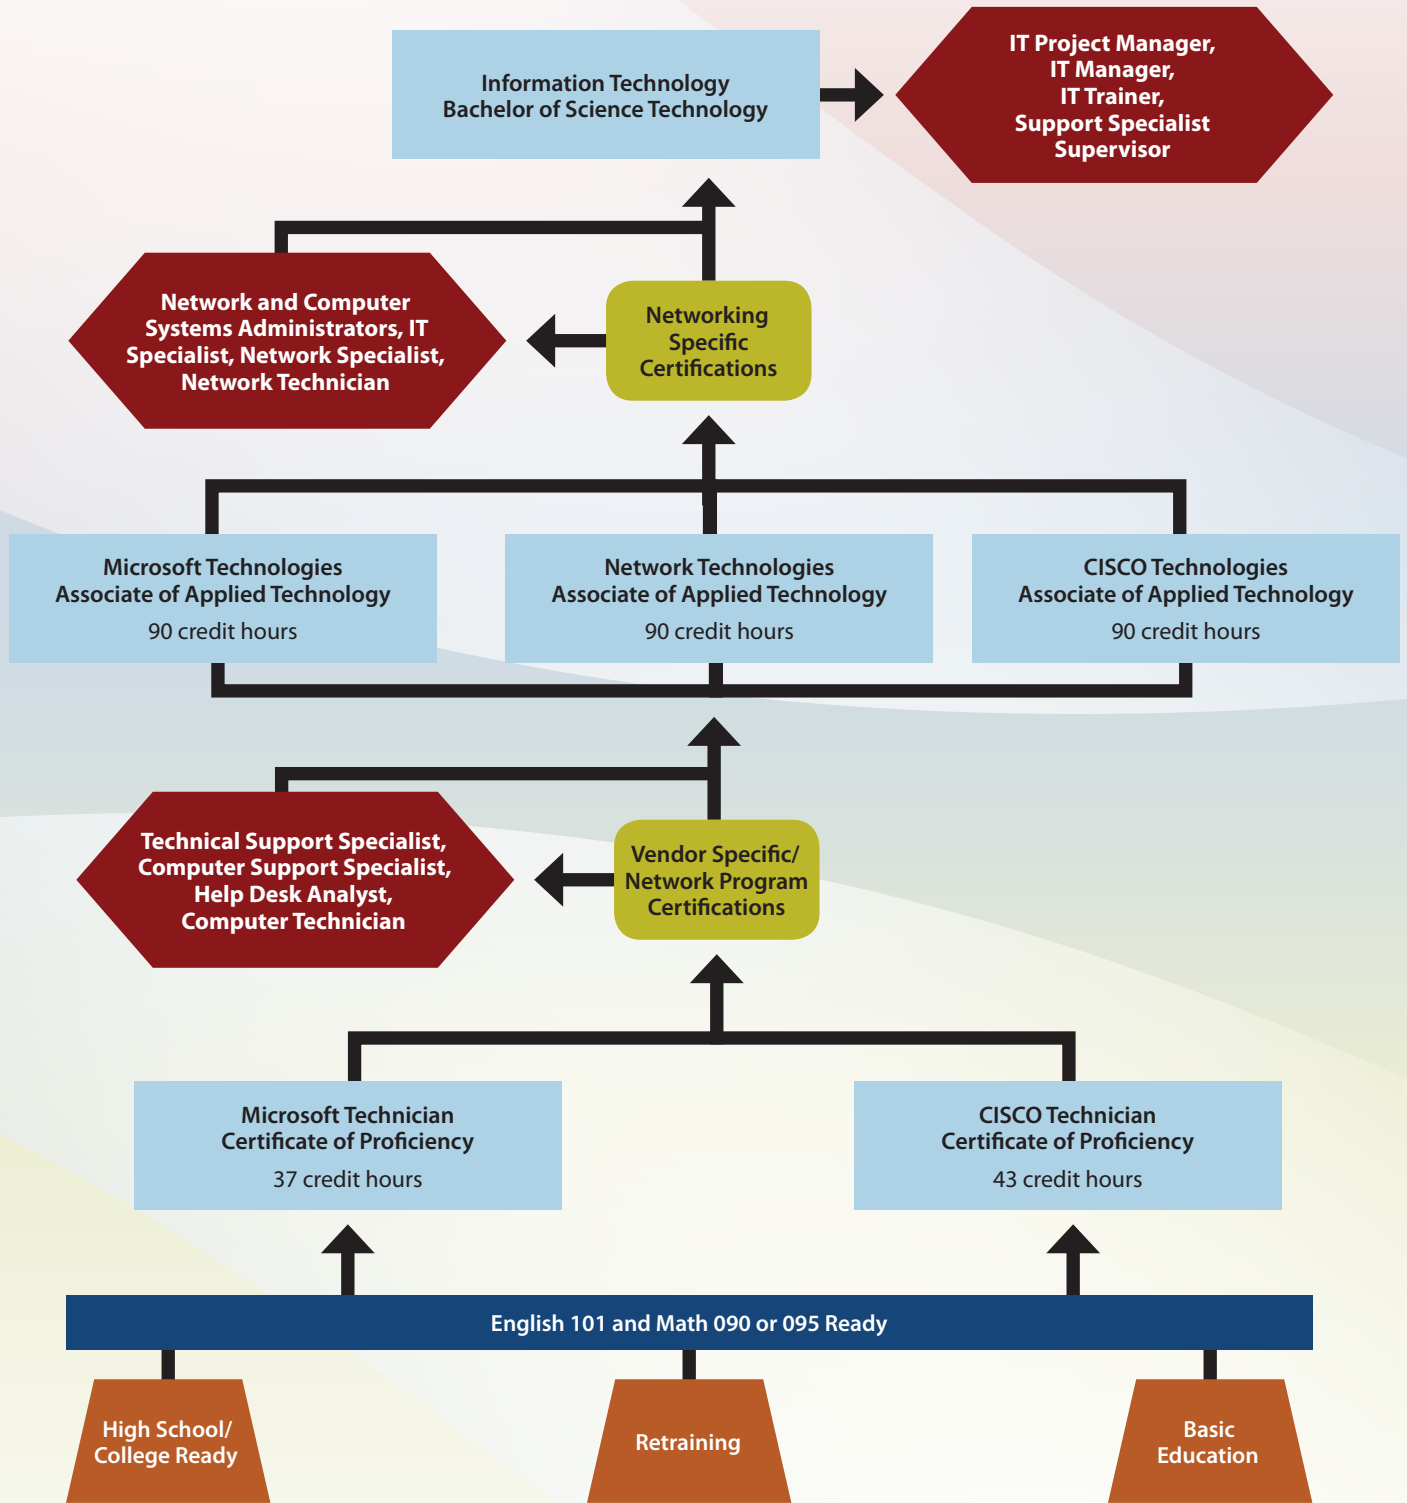 Information Technology
Bachelor of Science Technology
IT Project Manager,
IT Manager,
IT Trainer,
Support Specialist
Supervisor
Network and Computer
Systems Administrators, IT
Specialist, Network Specialist,
Network Technician
Networking
Specific
Certifications
Microsoft Technologies
Associate of Applied Technology
90 credit hours
Network Technologies
Associate of Applied Technology
90 credit hours
CISCO Technologies
Associate of Applied Technology
90 credit hours
Technical Support Specialist,
Computer Support Specialist,
Help Desk Analyst,
Computer Technician
Vendor Specific/
Network Program
Certifications
Microsoft Technician
Certificate of Proficiency
37 credit hours
CISCO Technician
Certificate of Proficiency
43 credit hours
English 101 and Math 090 or 095 Ready
High School/
College Ready
Retraining
Basic
Education